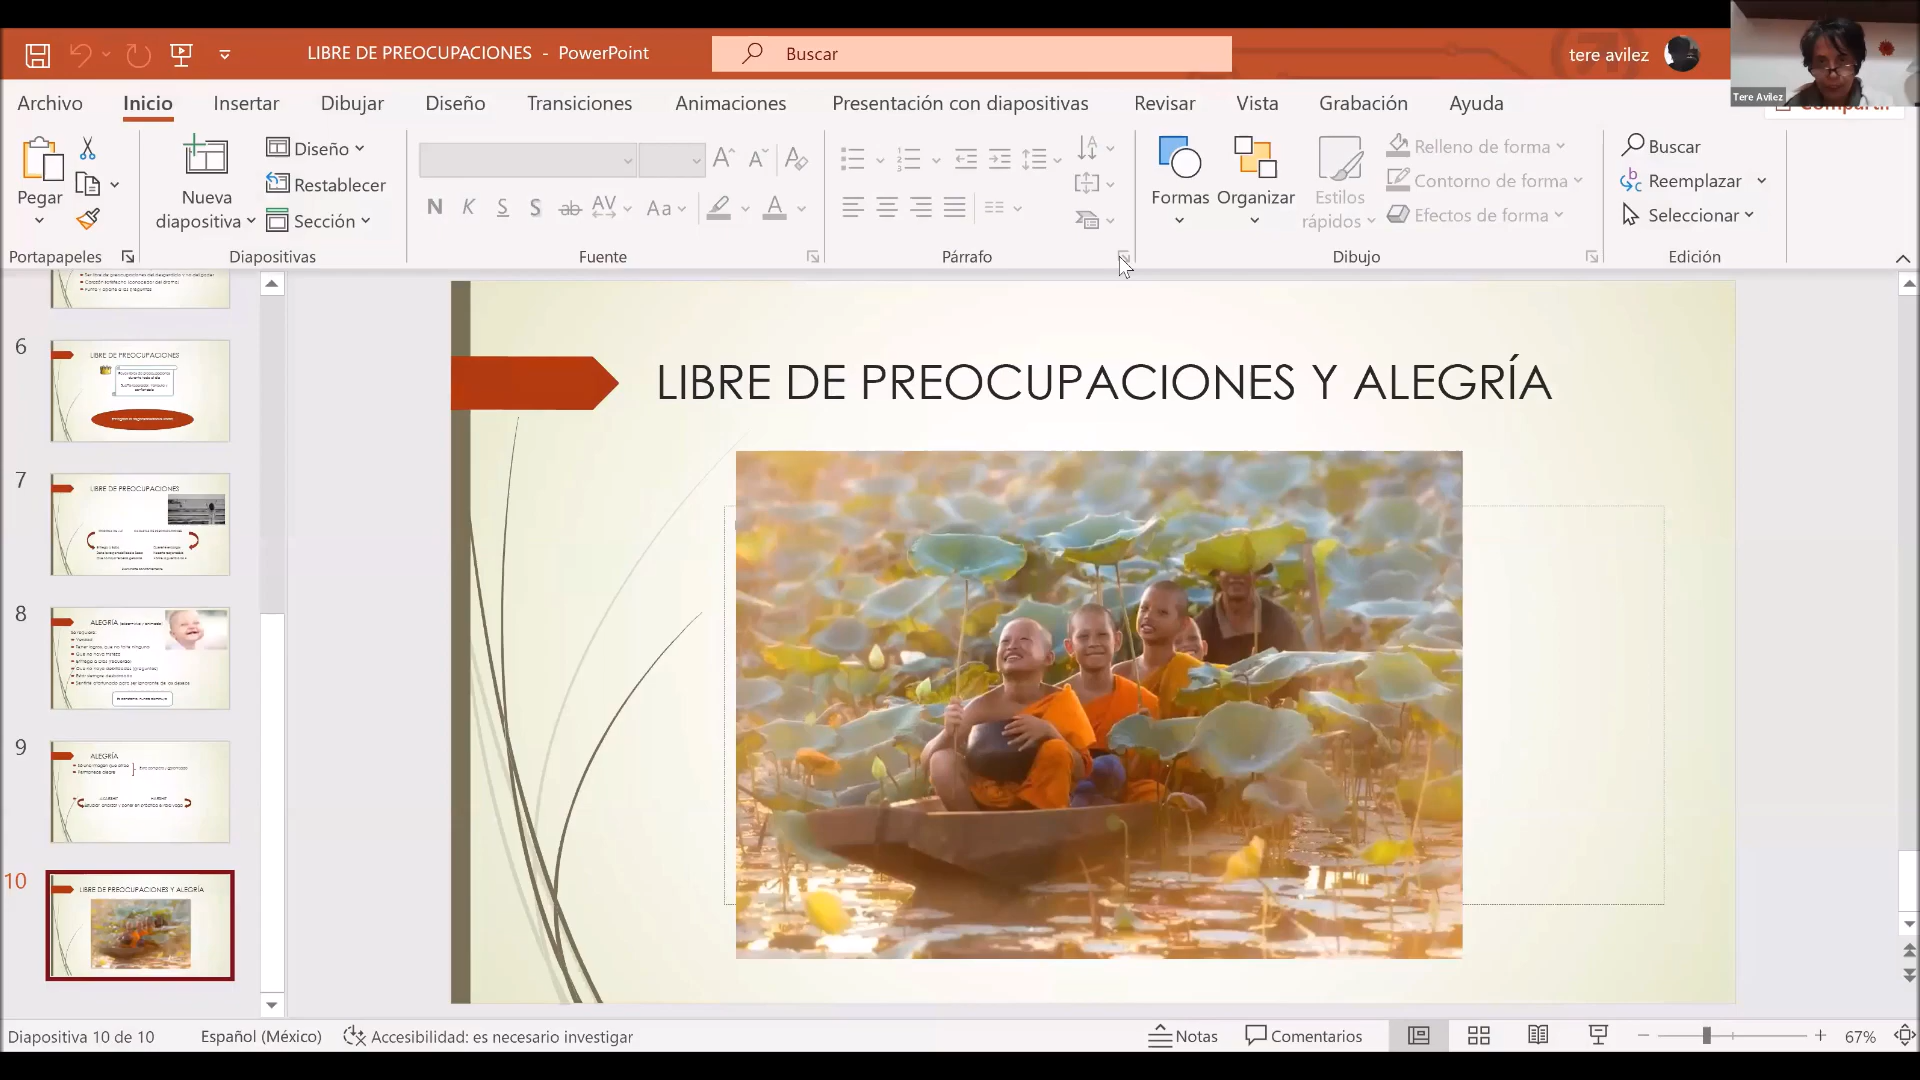 LIBRE DE PREOCUPACIONES - PowerPoint
Buscar
tere avilez
Tere Avilez
Archivo
Inicio
Insertar
Dibujar
Diseño
Transiciones
Animaciones
Presentación con diapositivas
Revisar
Vista
Grabación
Ayuda
Compartir
Pegar
Nueva diapositiva
Diseño
Restablecer
Sección
N K S S ab AV Aa A
Formas
Organizar
Estilos rápidos
Relleno de forma
Contorno de forma
Efectos de forma
Buscar
Reemplazar
Seleccionar
Portapapeles
Diapositivas
Fuente
Párrafo
Dibujo
Edición
6
LIBRE DE PREOCUPACIONES
7
LIBRE DE PREOCUPACIONES
8
ALEGRÍA
9
ALEGRÍA
10
LIBRE DE PREOCUPACIONES Y ALEGRÍA
LIBRE DE PREOCUPACIONES Y ALEGRÍA
Diapositiva 10 de 10
Español (México)
Accesibilidad: es necesario investigar
Notas
Comentarios
67%